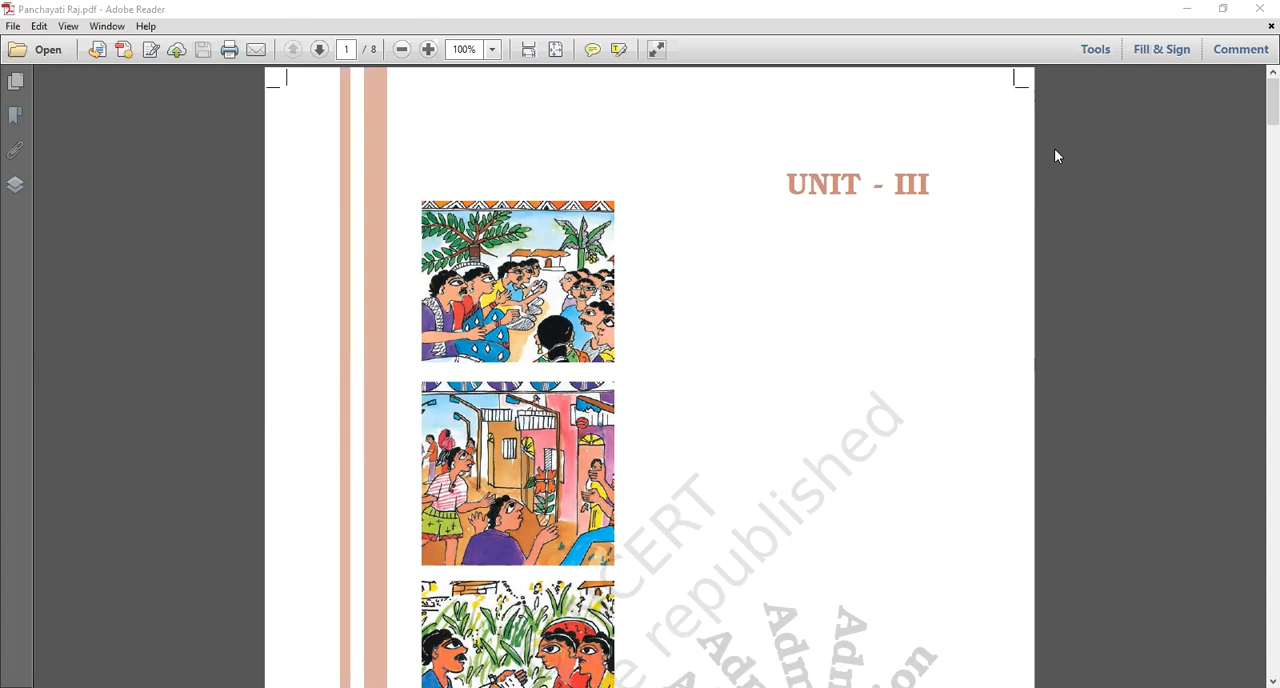 Panchayati Raj.pdf - Adobe Reader
File Edit View Window Help
Open 1 / 8 100% Tools Fill & Sign Comment
UNIT - III
CERT
e republished